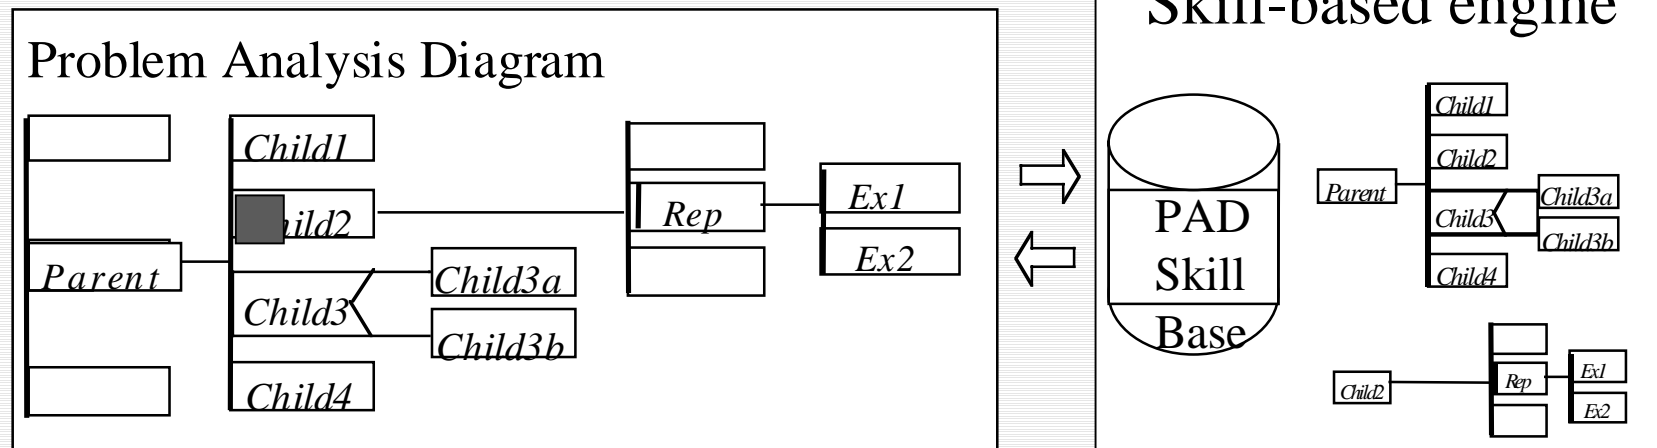 Skill-based engine
Problem Analysis Diagram
Child1
hild2
Parent
Child3
Child3a
Child3b
Child4
Rep
Ex1
Ex2
PAD
Skill
Base
Parent
Child1
Child2
Child3
Child3a
Child3b
Child4
Child2
Rep
Ex1
Ex2